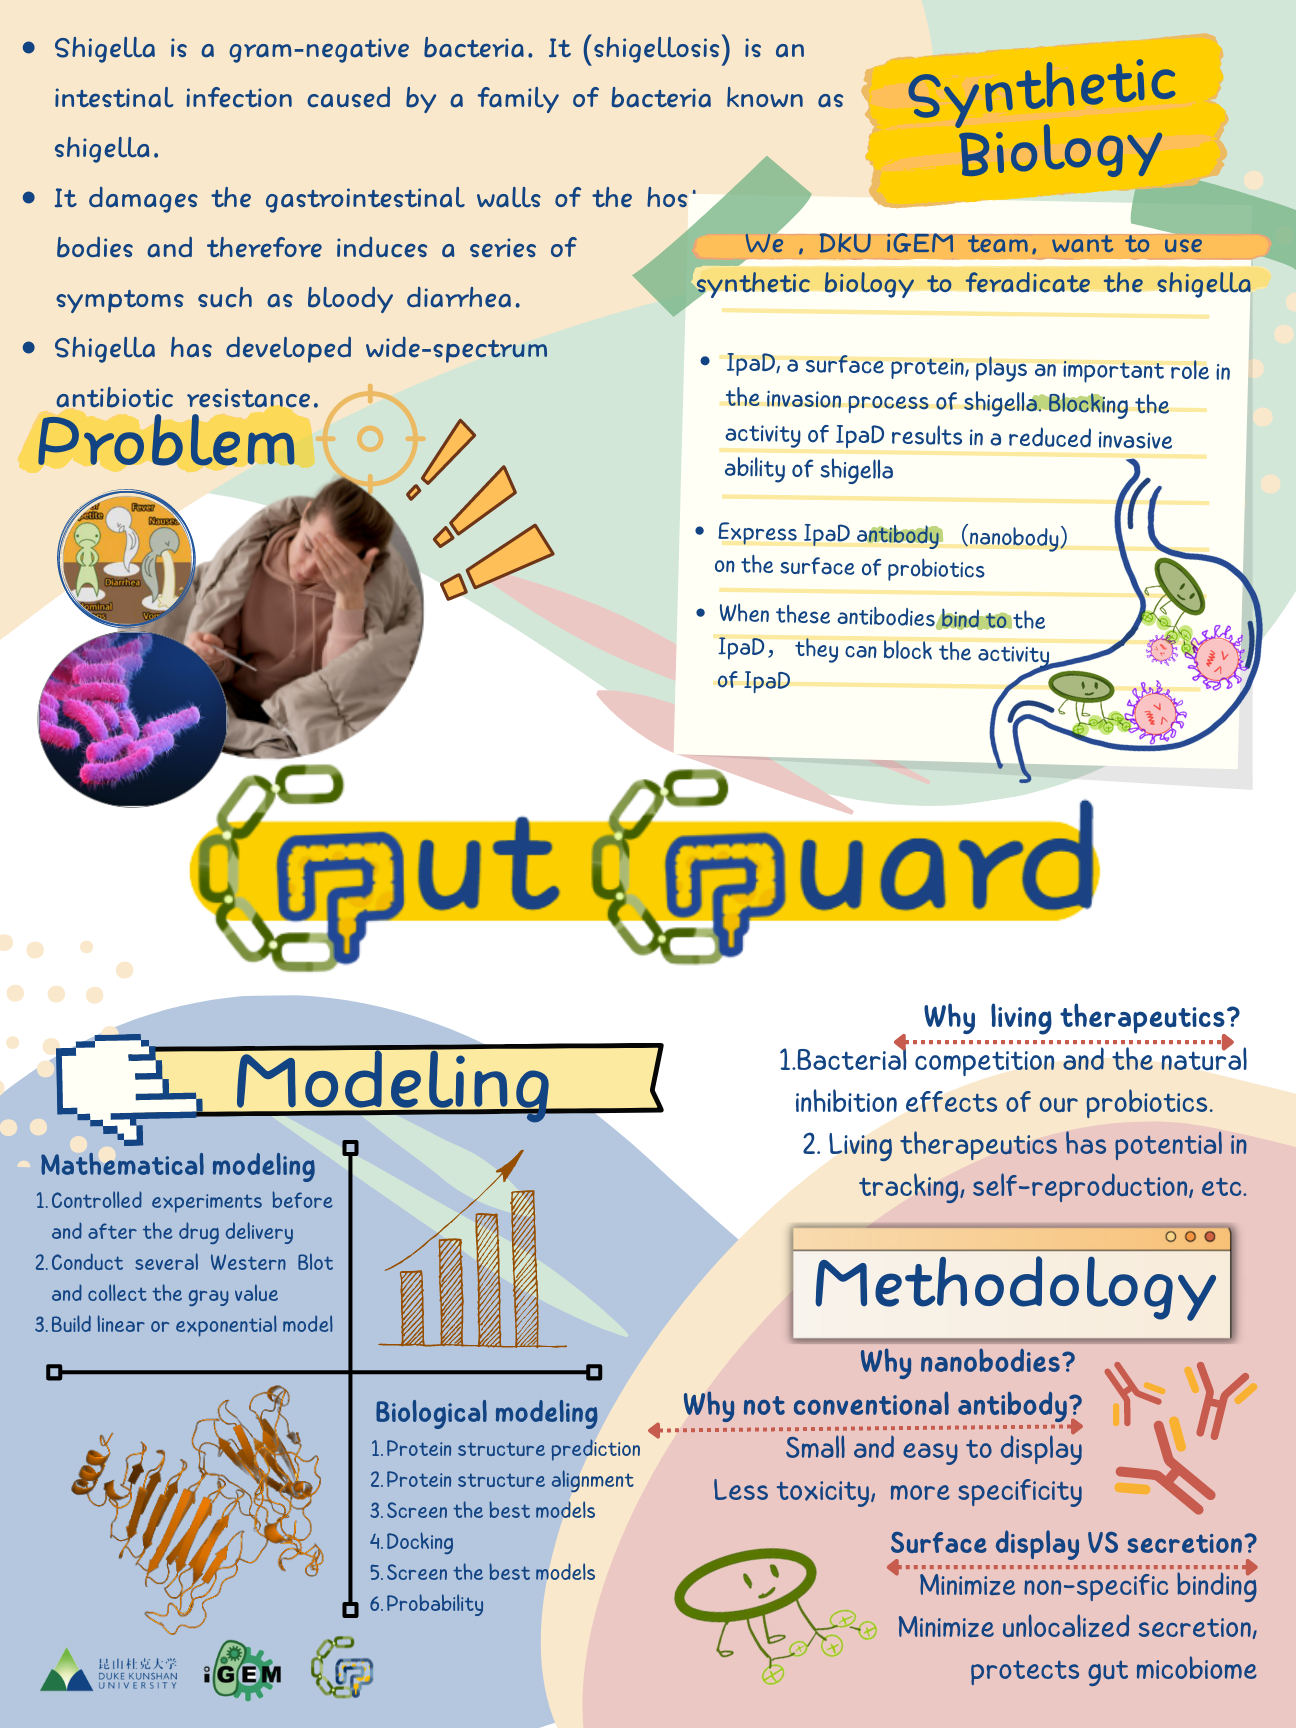 • Shigella is a gram-negative bacteria. It (shigellosis) is an
intestinal infection caused by a family of bacteria known as
shigella.
• It damages the gastrointestinal walls of the host
bodies and therefore induces a series of
symptoms such as bloody diarrhea.
• Shigella has developed wide-spectrum
antibiotic resistance.
Problem
Fever
Nausea
Diarrhea
Synthetic
Biology
We , DKU iGEM team, want to use
synthetic biology to feradicate the shigella
• IpaD, a surface protein, plays an important role in
the invasion process of shigella. Blocking the
activity of IpaD results in a reduced invasive
ability of shigella
• Express IpaD antibody (nanobody)
on the surface of probiotics
• When these antibodies bind to the
IpaD, they can block the activity
of IpaD
Gut Guard
Modeling
Mathematical modeling
1. Controlled experiments before
and after the drug delivery
2. Conduct several Western Blot
and collect the gray value
3. Build linear or exponential model
Biological modeling
1. Protein structure prediction
2. Protein structure alignment
3. Screen the best models
4. Docking
5. Screen the best models
6. Probability
昆山杜克大学
DUKE KUNSHAN
UNIVERSITY
iGEM
Why living therapeutics?
1.Bacterial competition and the natural
inhibition effects of our probiotics.
2. Living therapeutics has potential in
tracking, self-reproduction, etc.
Methodology
Why nanobodies?
Why not conventional antibody?
Small and easy to display
Less toxicity, more specificity
Surface display VS secretion?
Minimize non-specific binding
Minimize unlocalized secretion,
protects gut micobiome